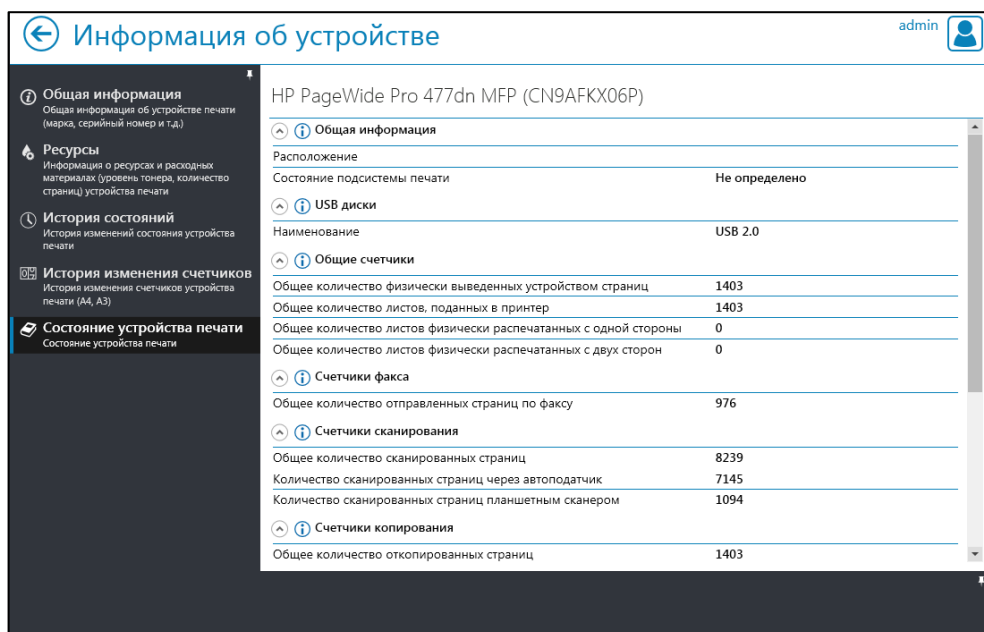 Информация об устройстве
admin
Общая информация
Общая информация об устройстве печати
(марка, серийный номер и т.д.)
Ресурсы
Информация о ресурсах и расходных
материалах (уровень тонера, количество
страниц) устройства печати
История состояний
История изменений состояния устройства
печати
История изменения счетчиков
История изменения счетчиков устройства
печати (A4, A3)
Состояние устройства печати
Состояние устройства печати
HP PageWide Pro 477dn MFP (CN9AFKX06P)
Общая информация
Расположение
Состояние подсистемы печати Не определено
USB диски
Наименование USB 2.0
Общие счетчики
Общее количество физически выведенных устройством страниц 1403
Общее количество листов, поданных в принтер 1403
Общее количество листов физически распечатанных с одной стороны 0
Общее количество листов физически распечатанных с двух сторон 0
Счетчики факса
Общее количество отправленных страниц по факсу 976
Счетчики сканирования
Общее количество сканированных страниц 8239
Количество сканированных страниц через автоподатчик 7145
Количество сканированных страниц планшетным сканером 1094
Счетчики копирования
Общее количество откопированных страниц 1403